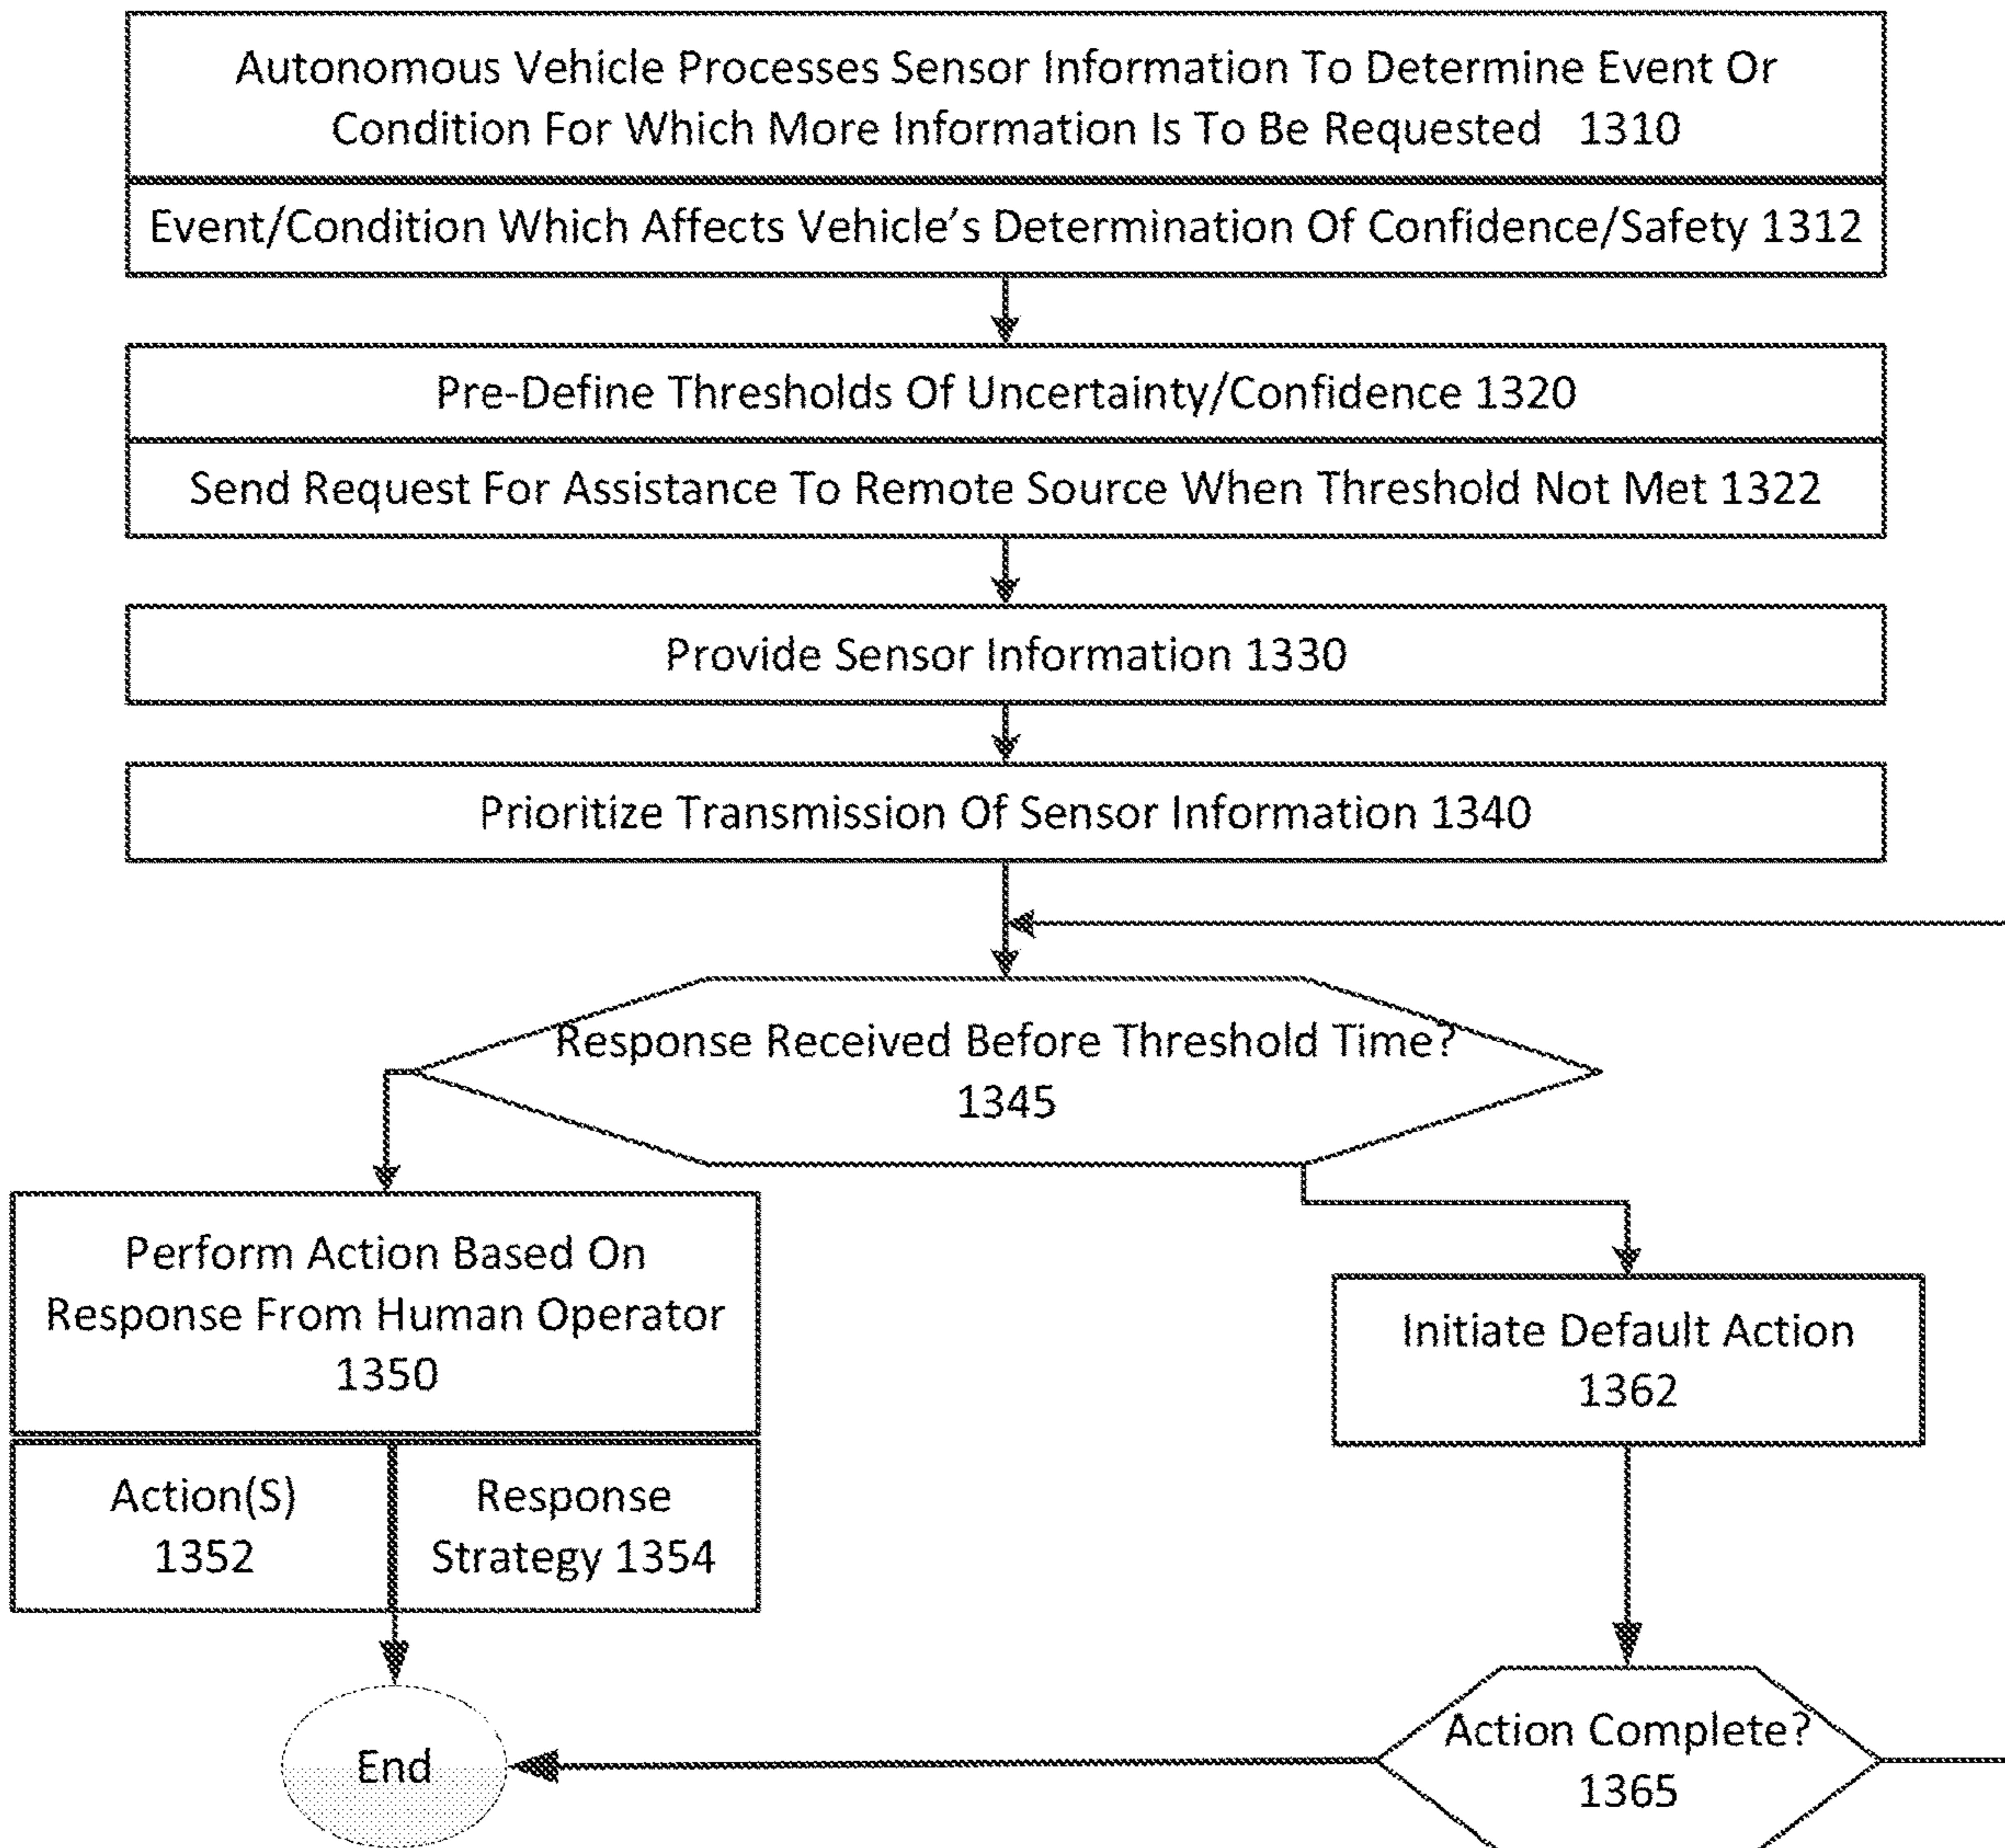 Autonomous Vehicle Processes Sensor Information To Determine Event Or
Condition For Which More Information Is To Be Requested 1310
Event/Condition Which Affects Vehicle's Determination Of Confidence/Safety 1312
Pre-Define Thresholds Of Uncertainty/Confidence 1320
Send Request For Assistance To Remote Source When Threshold Not Met 1322
Provide Sensor Information 1330
Prioritize Transmission Of Sensor Information 1340
Response Received Before Threshold Time?
1345
Perform Action Based On
Response From Human Operator
1350
Action(S)
1352
Response
Strategy 1354
Initiate Default Action
1362
End
Action Complete?
1365